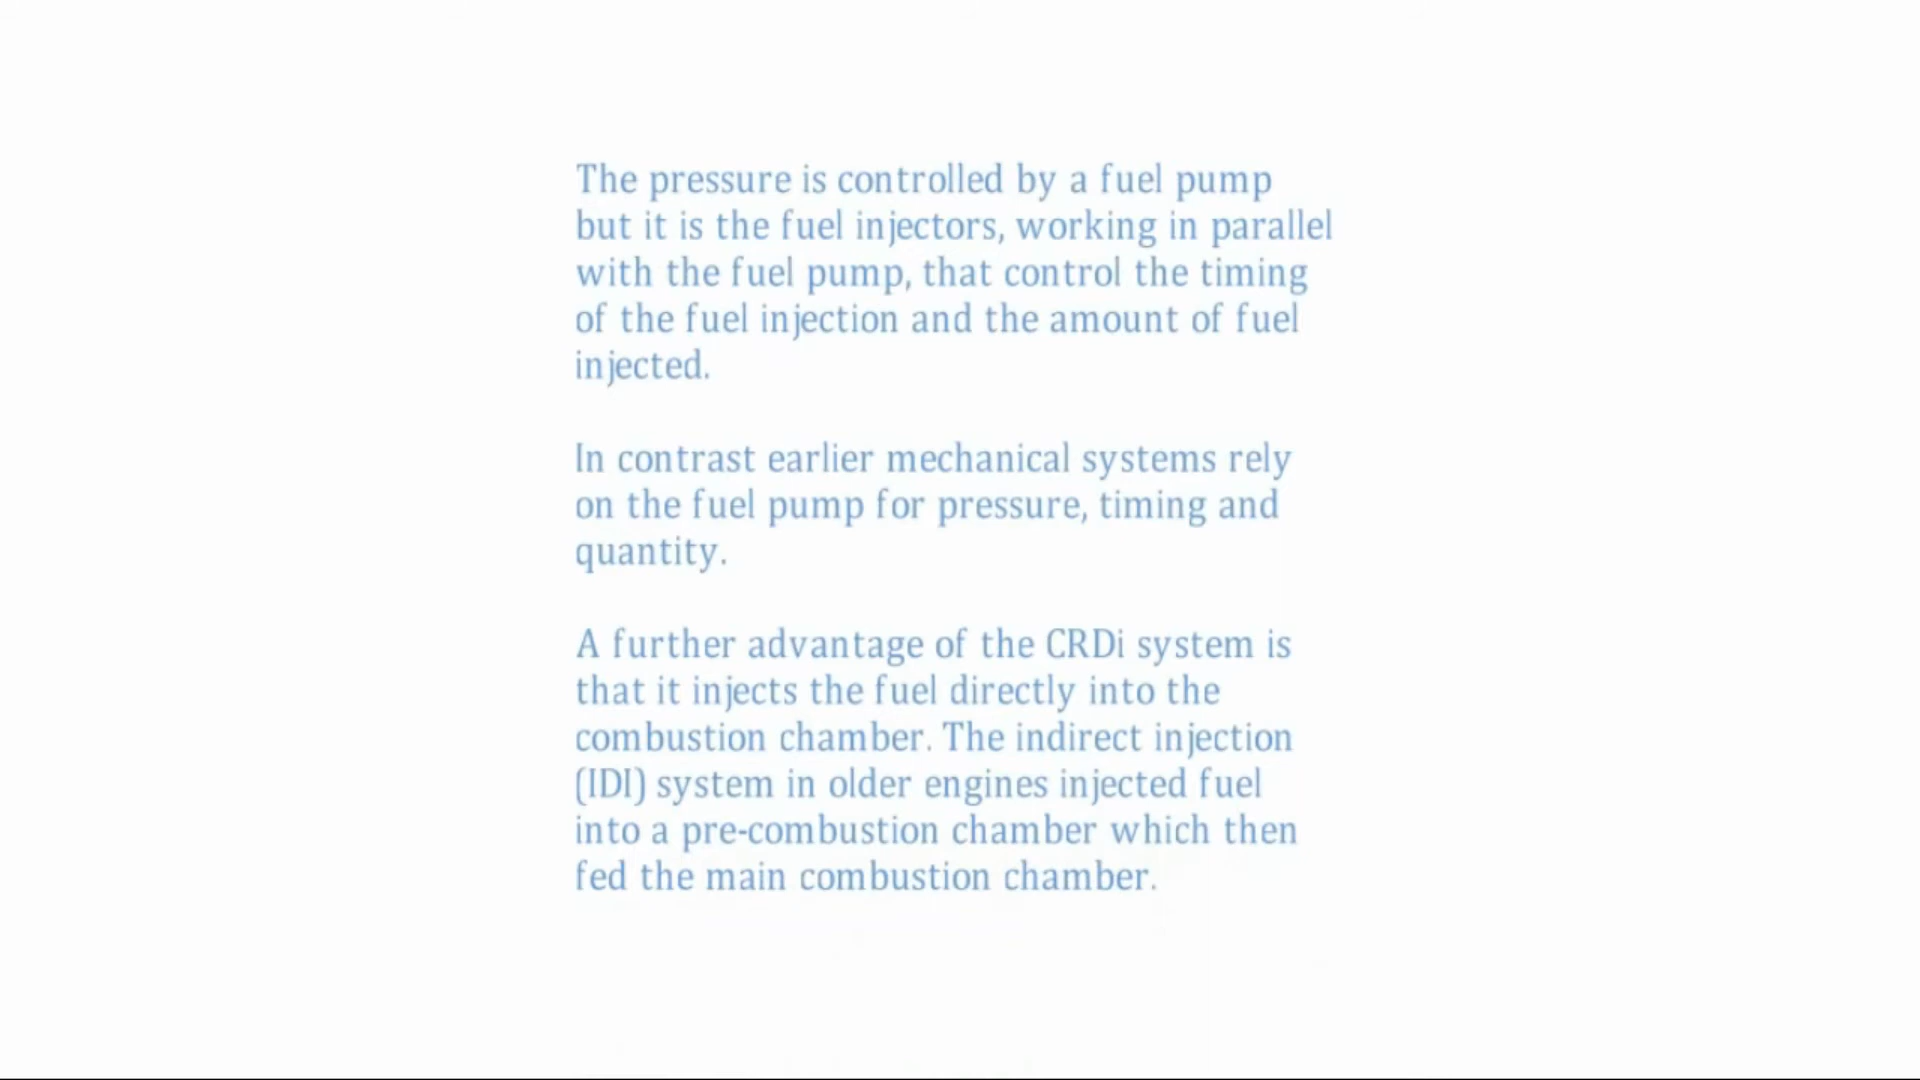 The pressure is controlled by a fuel pump
but it is the fuel injectors, working in parallel
with the fuel pump, that control the timing
of the fuel injection and the amount of fuel
injected.
In contrast earlier mechanical systems rely
on the fuel pump for pressure, timing and
quantity.
A further advantage of the CRDi system is
that it injects the fuel directly into the
combustion chamber. The indirect injection
(IDI) system in older engines injected fuel
into a pre-combustion chamber which then
fed the main combustion chamber.